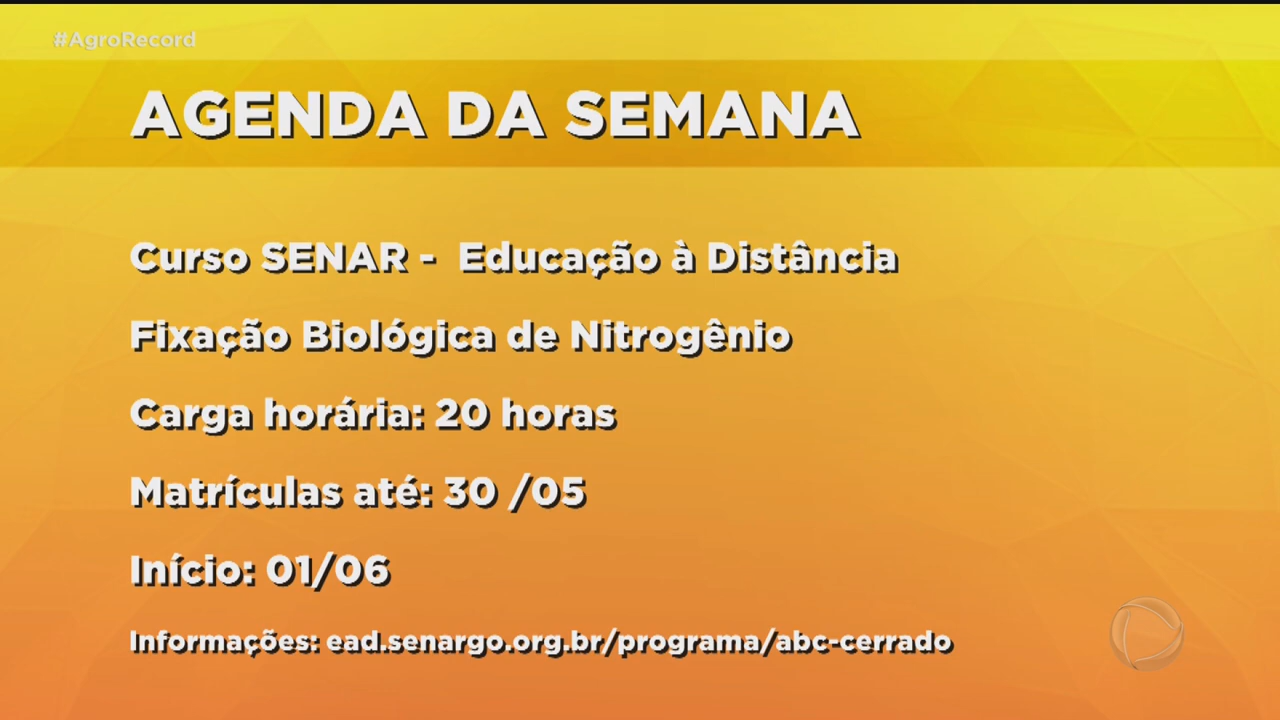 #AgroRecord
AGENDA DA SEMANA
Curso SENAR - Educação à Distância
Fixação Biológica de Nitrogênio
Carga horária: 20 horas
Matrículas até: 30 /05
Início: 01/06
Informações: ead.senargo.org.br/programa/abc-cerrado